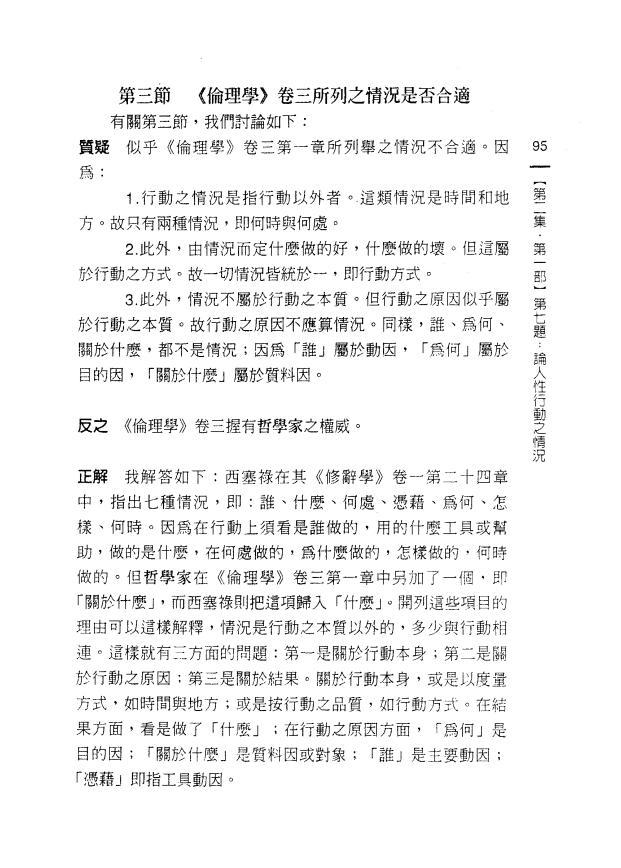 第三節　《倫理學》卷三所列之情況是否合適
有關第三節，我們討論如下：
質疑　似乎《倫理學》卷三第一章所列舉之情況不合適。因
爲：
1.行動之情況是指行動以外者。這類情況是時間和地
方。故只有兩種情況，即何時與何處。
2.此外，由情況而定什麼做的好，什麼做的壞。但這屬
於行動之方式。故一切情況皆統於一，即行動方式。
3.此外，情況不屬於行動之本質。但行動之原因似乎屬
於行動之本質。故行動之原因不應算情況。同樣，誰、爲何、
關於什麼，都不是情況；因爲「誰」屬於動因，「爲何」屬於
目的因，「關於什麼」屬於質料因。
反之　《倫理學》卷三握有哲學家之權威。
正解　我解答如下：西塞祿在其《修辭學》卷一第二十四章
中，指出七種情況，即：誰、什麼、何處、憑藉、爲何、怎
樣、何時。因爲在行動上須看是誰做的，用的什麼工具或幫
助，做的是什麼，在何處做的，爲什麼做的，怎樣做的，何時
做的。但哲學家在《倫理學》卷三第一章中另加了一個，即
「關於什麼」，而西塞祿則把這項歸入「什麼」。開列這些項目的
理由可以這樣解釋，情況是行動之本質以外的，多少與行動相
連。這樣就有三方面的問題：第一是關於行動本身；第二是關
於行動之原因；第三是關於結果。關於行動本身，或是以度量
方式，如時間與地方；或是按行動之品質，如行動方式。在結
果方面，看是做了「什麼」；在行動之原因方面，「爲何」是
目的因；「關於什麼」是質料因或對象；「誰」是主要動因；
「憑藉」即指工具動因。
95
【第二集．第一部】第七題：論人性行動之情況